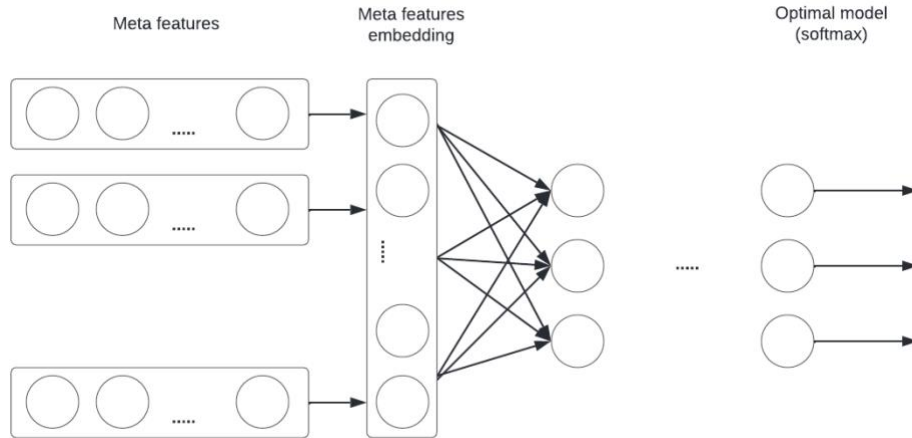 Meta features
Meta features
embedding
Optimal model
(softmax)
.....
.....
.....
.....
.....